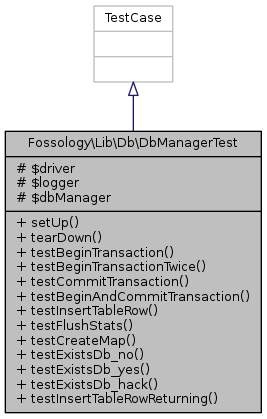 TestCase
Fossology\Lib\Db\DbManagerTest
# $driver
# $logger
# $dbManager
+ setUp()
+ tearDown()
+ testBeginTransaction()
+ testBeginTransactionTwice()
+ testCommitTransaction()
+ testBeginAndCommitTransaction()
+ testInsertTableRow()
+ testFlushStats()
+ testCreateMap()
+ testExistsDb_no()
+ testExistsDb_yes()
+ testExistsDb_hack()
+ testInsertTableRowReturning()